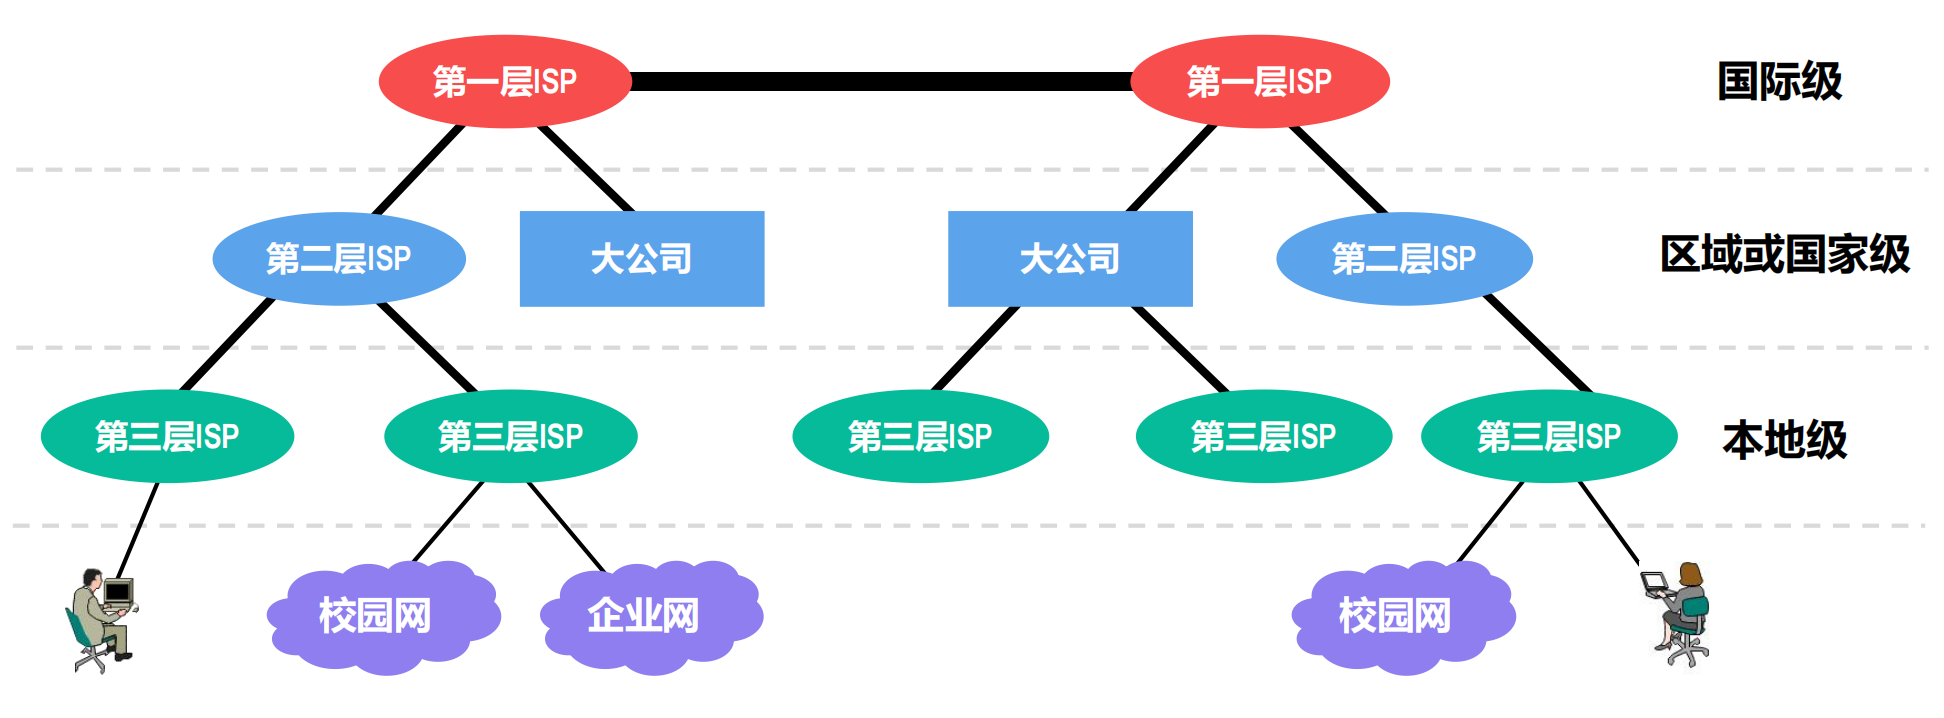 第一层ISP
第一层ISP
国际级
第二层ISP
大公司
大公司
第二层ISP
区域或国家级
第三层ISP
第三层ISP
第三层ISP
第三层ISP
第三层ISP
本地级
校园网
企业网
校园网